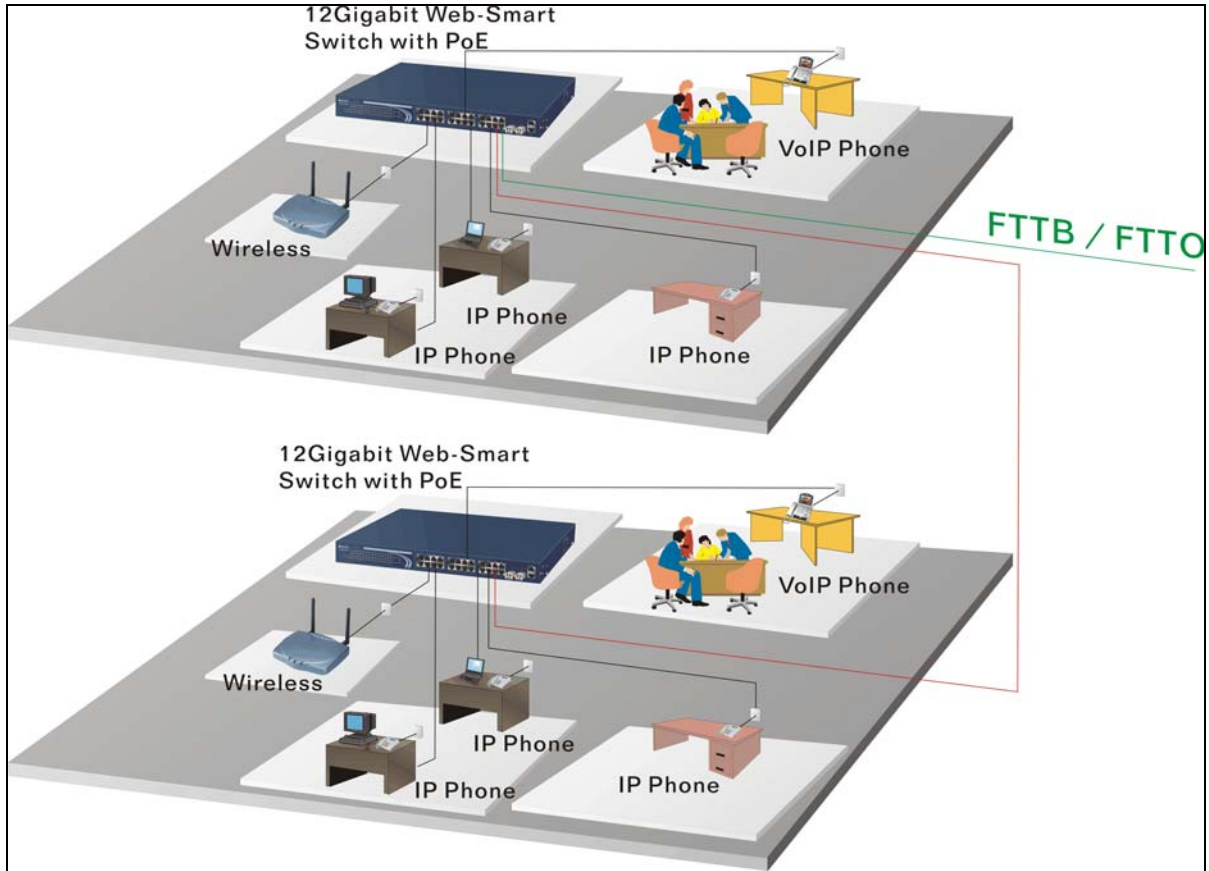 12Gigabit Web-Smart
Switch with PoE
VoIP Phone
FTTB / FTTO
Wireless
IP Phone
IP Phone
IP Phone
12Gigabit Web-Smart
Switch with PoE
VoIP Phone
Wireless
IP Phone
IP Phone
IP Phone